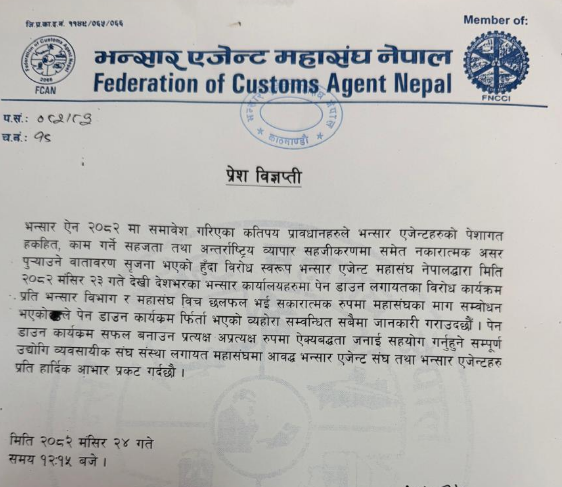 जि.प्र.का.द.नं. ११४९/०६५/०६६
Member of:
भन्सार एजेन्ट महासंघ नेपाल
Federation of Customs Agent Nepal
FCAN
FNCCI
प.सं.: ०८२/८३
च.नं.: १८
काठमाण्डौ
प्रेश विज्ञप्ती
भन्सार ऐन २०८२ मा समावेश गरिएका कतिपय प्रावधानहरुले भन्सार एजेन्टहरुको पेशागत
हकहित, काम गर्ने सहजता तथा अन्तर्राष्ट्रिय व्यापार सहजीकरणमा समेत नकारात्मक असर
पुऱ्याउने वातावरण सृजना भएको हुँदा विरोध स्वरूप भन्सार एजेन्ट महासंघ नेपालद्धारा मिति
२०८२ मंसिर २३ गते देखी देशभरका भन्सार कार्यालयहरुमा पेन डाउन लगायतका विरोध कार्यक्रम
प्रति भन्सार विभाग र महासंघ विच छलफल भई सकारात्मक रुपमा महासंघका माग सम्वोधन
भएकोले पेन डाउन कार्यक्रम फिर्ता भएको व्यहोरा सम्वन्धित सवैमा जानकारी गराउदछौं । पेन
डाउन कार्यक्रम सफल बनाउन प्रत्यक्ष अप्रत्यक्ष रुपमा ऐक्यवद्धता जनाई सहयोग गर्नुहुने सम्पूर्ण
उद्योगि व्यवसायीक संघ संस्था लगायत महासंघमा आवद्ध भन्सार एजेन्ट संघ तथा भन्सार एजेन्टहरु
प्रति हार्दिक आभार प्रकट गर्दछौं ।
मिति २०८२ मंसिर २४ गते
समय १२:१५ बजे ।